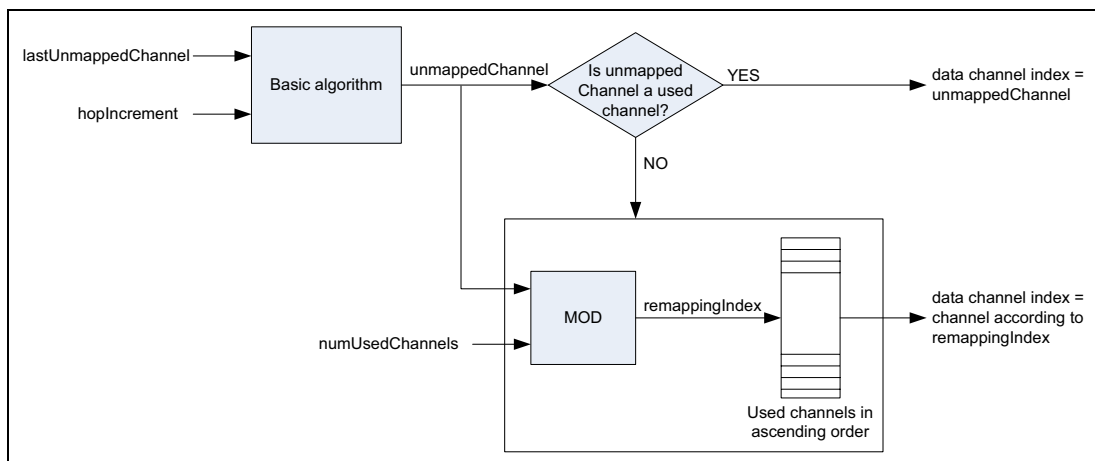 lastUnmappedChannel
hopIncrement
Basic algorithm
unmappedChannel
Is unmapped
Channel a used
channel?
YES
data channel index =
unmappedChannel
NO
numUsedChannels
MOD
remappingIndex
Used channels in
ascending order
data channel index =
channel according to
remappingIndex